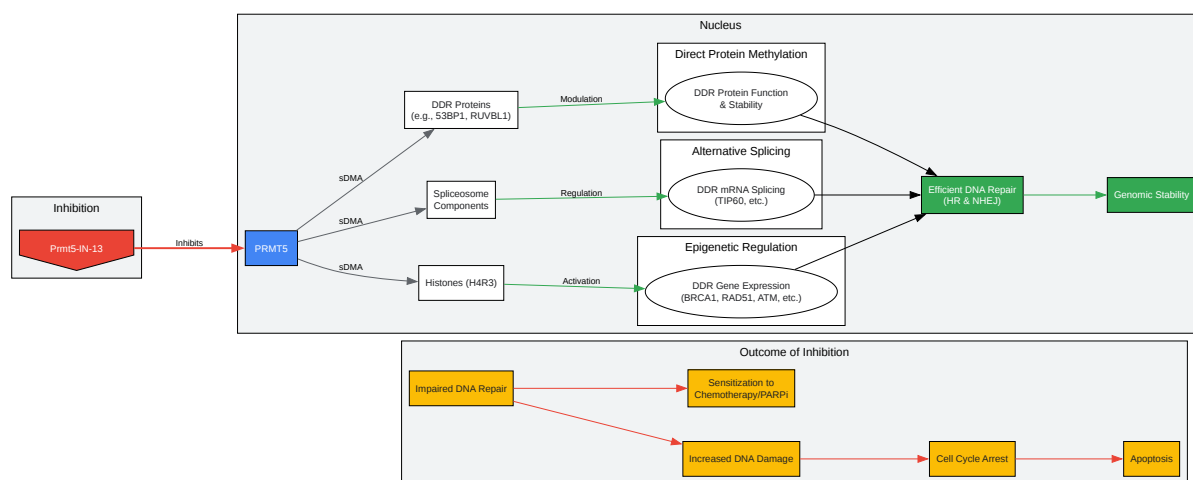 Nucleus
Direct Protein Methylation
DDR Proteins
(e.g., 53BP1, RUVBL1)
Modulation
DDR Protein Function
& Stability
Alternative Splicing
sDMA
Spliceosome
Components
Regulation
DDR mRNA Splicing
(TIP60, etc.)
Efficient DNA Repair
(HR & NHEJ)
Genomic Stability
Inhibition
Prmt5-IN-13
Inhibits
PRMT5
sDMA
sDMA
Histones (H4R3)
Activation
Epigenetic Regulation
DDR Gene Expression
(BRCA1, RAD51, ATM, etc.)
Outcome of Inhibition
Impaired DNA Repair
Sensitization to
Chemotherapy/PARPi
Increased DNA Damage
Cell Cycle Arrest
Apoptosis